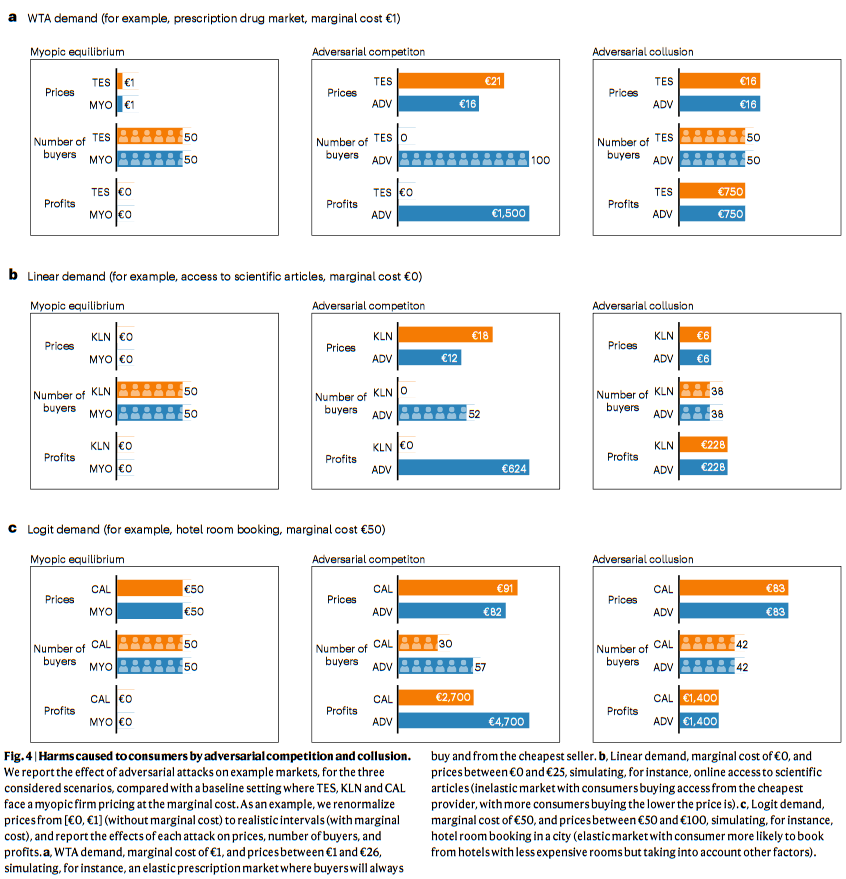 a WTA demand (for example, prescription drug market, marginal cost €1)
Myopic equilibrium
Prices
TES €1
MYO €1
Number of buyers
TES 50
MYO 50
Profits
TES €0
MYO €0
Adversarial competiton
Prices
TES €21
ADV €16
Number of buyers
TES 0
ADV 100
Profits
TES €0
ADV €1,500
Adversarial collusion
Prices
TES €16
ADV €16
Number of buyers
TES 50
ADV 50
Profits
TES €750
ADV €750
b Linear demand (for example, access to scientific articles, marginal cost €0)
Myopic equilibrium
Prices
KLN €0
MYO €0
Number of buyers
KLN 50
MYO 50
Profits
KLN €0
MYO €0
Adversarial competiton
Prices
KLN €18
ADV €12
Number of buyers
KLN 0
ADV 52
Profits
KLN €0
ADV €624
Adversarial collusion
Prices
KLN €6
ADV €6
Number of buyers
KLN 38
ADV 38
Profits
KLN €228
ADV €228
c Logit demand (for example, hotel room booking, marginal cost €50)
Myopic equilibrium
Prices
CAL €50
MYO €50
Number of buyers
CAL 50
MYO 50
Profits
CAL €0
MYO €0
Adversarial competiton
Prices
CAL €91
ADV €82
Number of buyers
CAL 30
ADV 57
Profits
CAL €2,700
ADV €4,700
Adversarial collusion
Prices
CAL €83
ADV €83
Number of buyers
CAL 42
ADV 42
Profits
CAL €1,400
ADV €1,400
Fig. 4 | Harms caused to consumers by adversarial competition and collusion.
We report the effect of adversarial attacks on example markets, for the three
considered scenarios, compared with a baseline setting where TES, KLN and CAL
face a myopic firm pricing at the marginal cost. As an example, we renormalize
prices from [€0, €1] (without marginal cost) to realistic intervals (with marginal
cost), and report the effects of each attack on prices, number of buyers, and
profits. a, WTA demand, marginal cost of €1, and prices between €1 and €26,
simulating, for instance, an elastic prescription market where buyers will always
buy and from the cheapest seller. b, Linear demand, marginal cost of €0, and
prices between €0 and €25, simulating, for instance, online access to scientific
articles (inelastic market with consumers buying access from the cheapest
provider, with more consumers buying the lower the price is). c, Logit demand,
marginal cost of €50, and prices between €50 and €100, simulating, for instance,
hotel room booking in a city (elastic market with consumer more likely to book
from hotels with less expensive rooms but taking into account other factors).